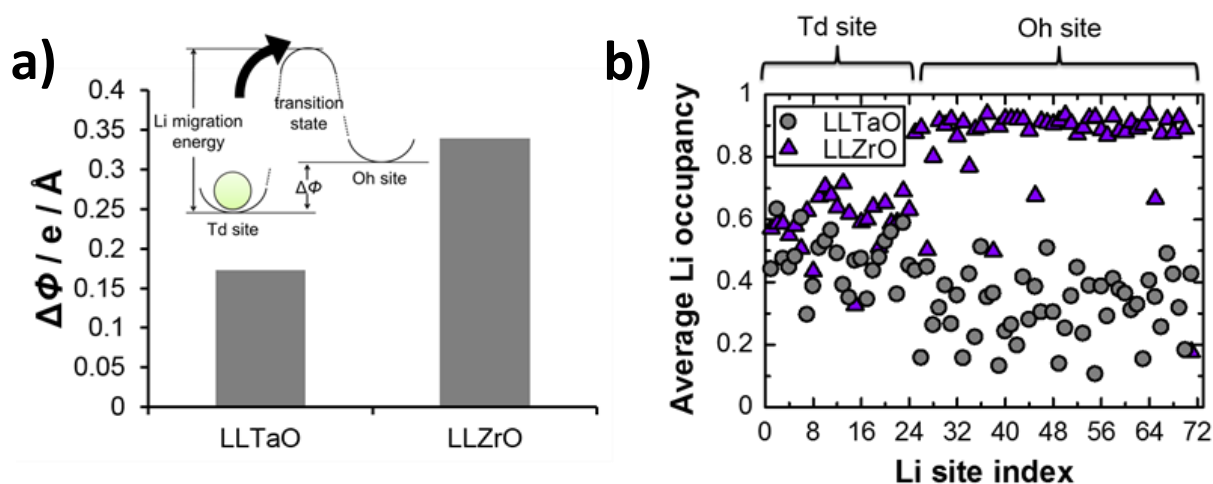 a)
ΔΦ / e / Å
0.4
0.35
0.3
0.25
0.2
0.15
0.1
0.05
0
Li migration
energy
transition
state
ΔΦ
Td site
Oh site
LLTaO
LLZrO
b)
Td site
Oh site
Average Li occupancy
1
0.8
0.6
0.4
0.2
0
LLTaO
LLZrO
0 8 16 24 32 40 48 56 64 72
Li site index